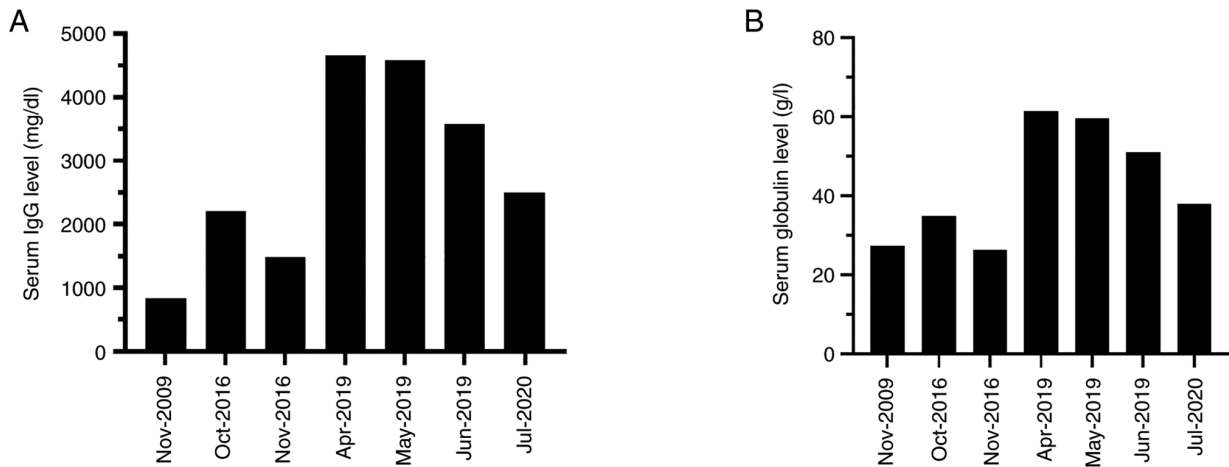 A
Serum IgG level (mg/dl)
5000
4000
3000
2000
1000
0
Nov-2009
Oct-2016
Nov-2016
Apr-2019
May-2019
Jun-2019
Jul-2020
B
Serum globulin level (g/l)
80
60
40
20
0
Nov-2009
Oct-2016
Nov-2016
Apr-2019
May-2019
Jun-2019
Jul-2020